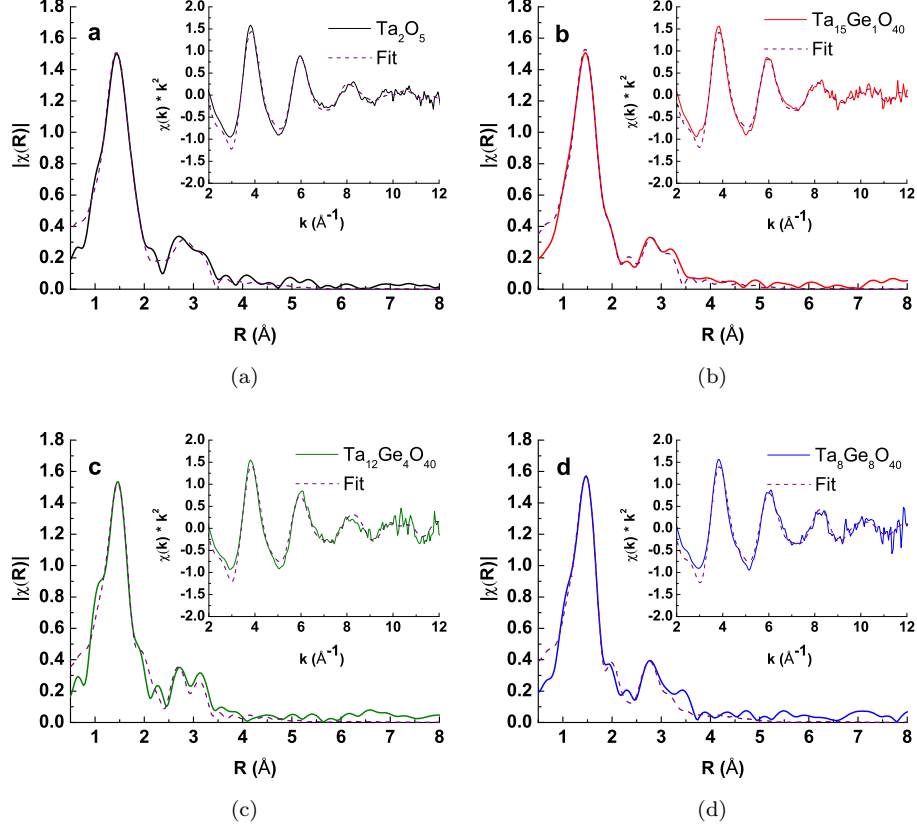 a
Ta2O5
Fit
χ(k) * k2
2.0
1.5
1.0
0.5
0.0
-0.5
-1.0
-1.5
-2.0
2 4 6 8 10 12
k (Å-1)
|χ(R)|
1.8
1.6
1.4
1.2
1.0
0.8
0.6
0.4
0.2
0.0
1 2 3 4 5 6 7 8
R (Å)
(a)
b
Ta15Ge1O40
Fit
χ(k) * k2
2.0
1.5
1.0
0.5
0.0
-0.5
-1.0
-1.5
-2.0
2 4 6 8 10 12
k (Å-1)
|χ(R)|
1.8
1.6
1.4
1.2
1.0
0.8
0.6
0.4
0.2
0.0
1 2 3 4 5 6 7 8
R (Å)
(b)
c
Ta12Ge4O40
Fit
χ(k) * k2
2.0
1.5
1.0
0.5
0.0
-0.5
-1.0
-1.5
-2.0
2 4 6 8 10 12
k (Å-1)
|χ(R)|
1.8
1.6
1.4
1.2
1.0
0.8
0.6
0.4
0.2
0.0
1 2 3 4 5 6 7 8
R (Å)
(c)
d
Ta8Ge8O40
Fit
χ(k) * k2
2.0
1.5
1.0
0.5
0.0
-0.5
-1.0
-1.5
-2.0
2 4 6 8 10 12
k (Å-1)
|χ(R)|
1.8
1.6
1.4
1.2
1.0
0.8
0.6
0.4
0.2
0.0
1 2 3 4 5 6 7 8
R (Å)
(d)